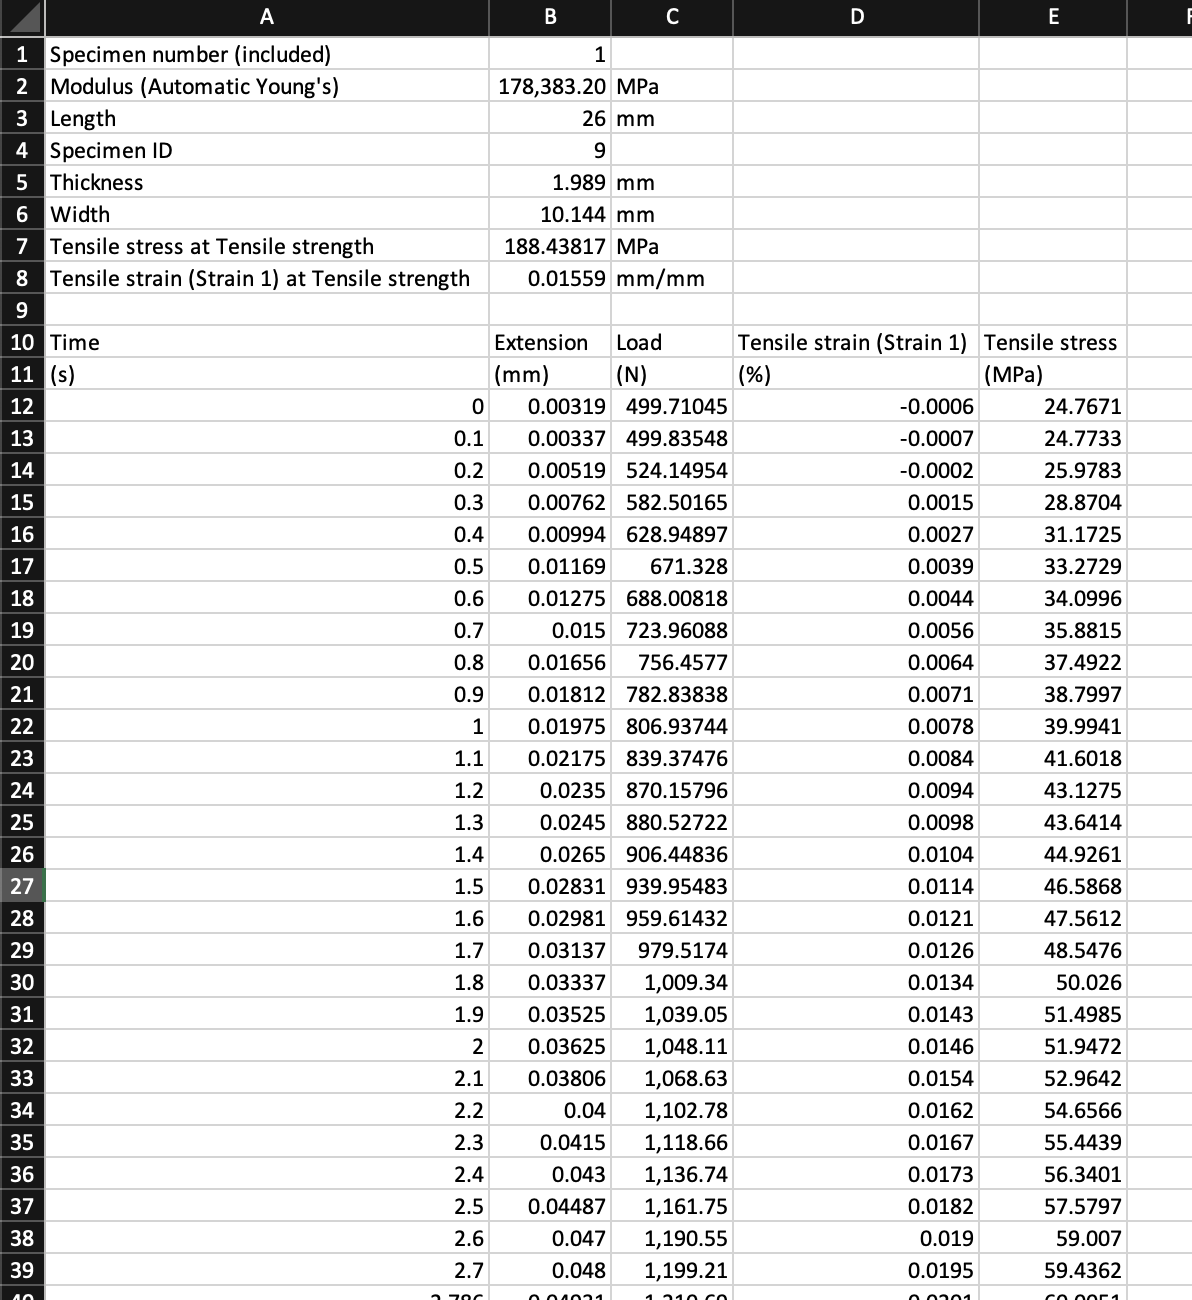 A B C D E
1 Specimen number (included) 1
2 Modulus (Automatic Young's) 178,383.20 MPa
3 Length 26 mm
4 Specimen ID 9
5 Thickness 1.989 mm
6 Width 10.144 mm
7 Tensile stress at Tensile strength 188.43817 MPa
8 Tensile strain (Strain 1) at Tensile strength 0.01559 mm/mm
9
10 Time Extension Load Tensile strain (Strain 1) Tensile stress
11 (s) (mm) (N) (%) (MPa)
12 0 0.00319 499.71045 -0.0006 24.7671
13 0.1 0.00337 499.83548 -0.0007 24.7733
14 0.2 0.00519 524.14954 -0.0002 25.9783
15 0.3 0.00762 582.50165 0.0015 28.8704
16 0.4 0.00994 628.94897 0.0027 31.1725
17 0.5 0.01169 671.328 0.0039 33.2729
18 0.6 0.01275 688.00818 0.0044 34.0996
19 0.7 0.015 723.96088 0.0056 35.8815
20 0.8 0.01656 756.4577 0.0064 37.4922
21 0.9 0.01812 782.83838 0.0071 38.7997
22 1 0.01975 806.93744 0.0078 39.9941
23 1.1 0.02175 839.37476 0.0084 41.6018
24 1.2 0.0235 870.15796 0.0094 43.1275
25 1.3 0.0245 880.52722 0.0098 43.6414
26 1.4 0.0265 906.44836 0.0104 44.9261
27 1.5 0.02831 939.95483 0.0114 46.5868
28 1.6 0.02981 959.61432 0.0121 47.5612
29 1.7 0.03137 979.5174 0.0126 48.5476
30 1.8 0.03337 1,009.34 0.0134 50.026
31 1.9 0.03525 1,039.05 0.0143 51.4985
32 2 0.03625 1,048.11 0.0146 51.9472
33 2.1 0.03806 1,068.63 0.0154 52.9642
34 2.2 0.04 1,102.78 0.0162 54.6566
35 2.3 0.0415 1,118.66 0.0167 55.4439
36 2.4 0.043 1,136.74 0.0173 56.3401
37 2.5 0.04487 1,161.75 0.0182 57.5797
38 2.6 0.047 1,190.55 0.019 59.007
39 2.7 0.048 1,199.21 0.0195 59.4362